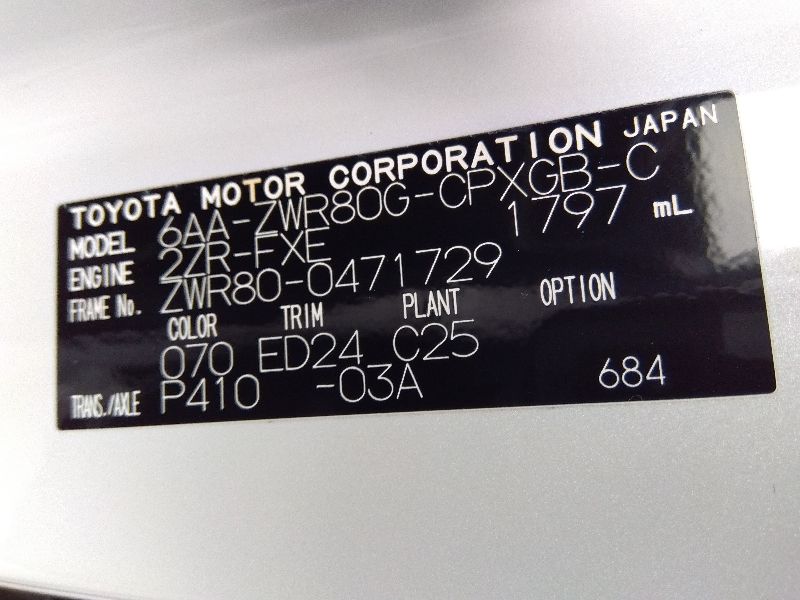 TOYOTA MOTOR CORPORATION JAPAN
MODEL 6AA-ZWR80G-CPXGB-C
ENGINE 2ZR-FXE 1797 mL
FRAME No. ZWR80-0471729
COLOR TRIM PLANT OPTION
070 ED24 C25
TRANS./AXLE P410 -03A 684